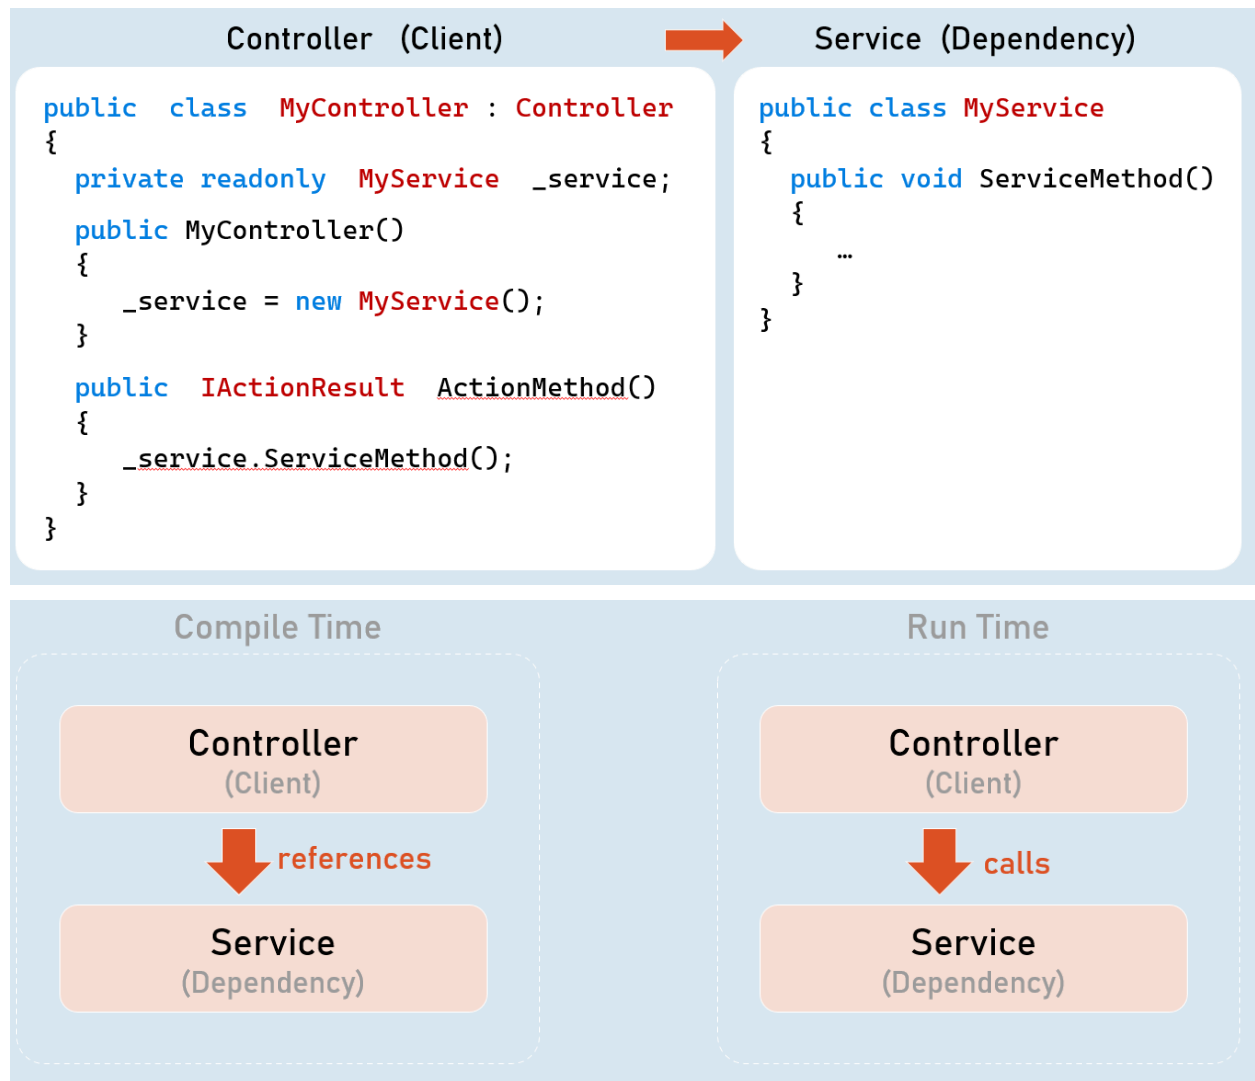 Controller (Client)
public class MyController : Controller
{
private readonly MyService _service;
public MyController()
{
_service = new MyService();
}
public IActionResult ActionMethod()
{
_service.ServiceMethod();
}
}
Service (Dependency)
public class MyService
{
public void ServiceMethod()
{
…
}
}
Compile Time
Controller
(Client)
references
Service
(Dependency)
Run Time
Controller
(Client)
calls
Service
(Dependency)